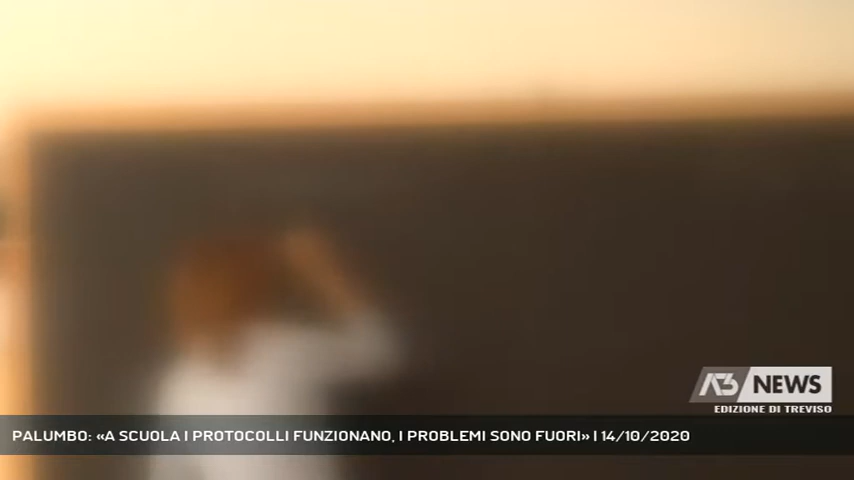 A3 NEWS
EDIZIONE DI TREVISO
PALUMBO: «A SCUOLA I PROTOCOLLI FUNZIONANO, I PROBLEMI SONO FUORI» | 14/10/2020